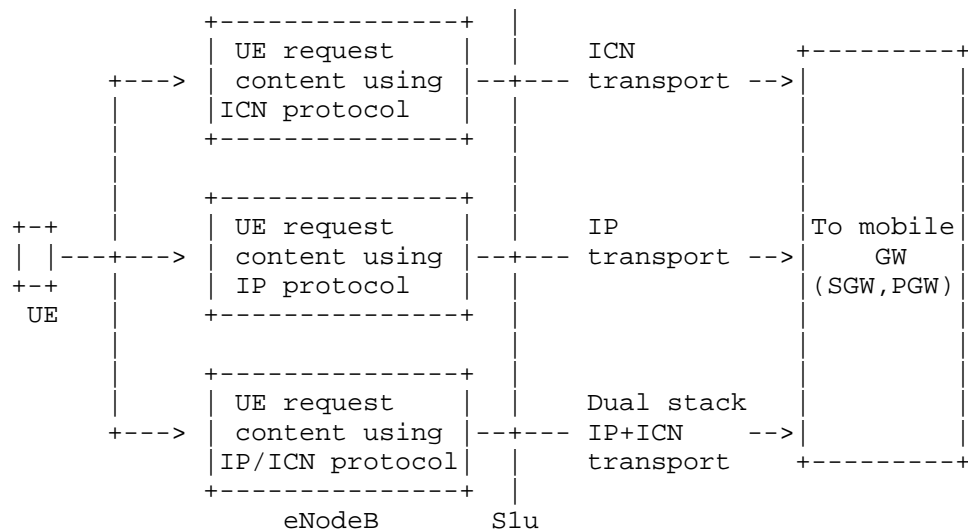 UE request
content using
ICN protocol
ICN
transport
UE
UE request
content using
IP protocol
IP
transport
To mobile
GW
(SGW,PGW)
UE request
content using
IP/ICN protocol
Dual stack
IP+ICN
transport
eNodeB
S1u